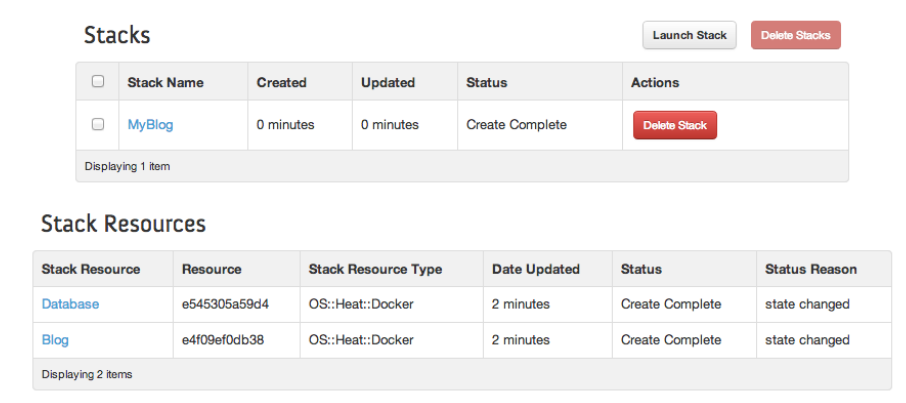 Stacks
Launch Stack Delete Stacks
Stack Name Created Updated Status Actions
MyBlog 0 minutes 0 minutes Create Complete Delete Stack
Displaying 1 item
Stack Resources
Stack Resource Resource Stack Resource Type Date Updated Status Status Reason
Database e545305a59d4 OS::Heat::Docker 2 minutes Create Complete state changed
Blog e4f09ef0db38 OS::Heat::Docker 2 minutes Create Complete state changed
Displaying 2 items